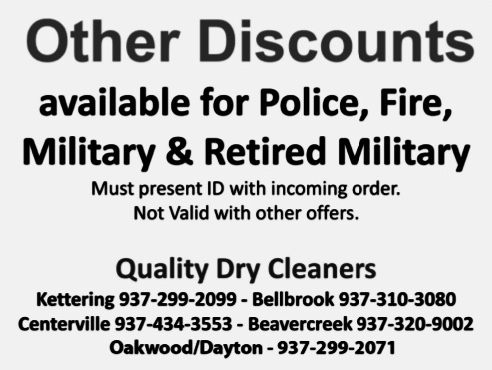 Other Discounts
available for Police, Fire,
Military & Retired Military
Must present ID with incoming order.
Not Valid with other offers.
Quality Dry Cleaners
Kettering 937-299-2099 - Bellbrook 937-310-3080
Centerville 937-434-3553 - Beavercreek 937-320-9002
Oakwood/Dayton - 937-299-2071